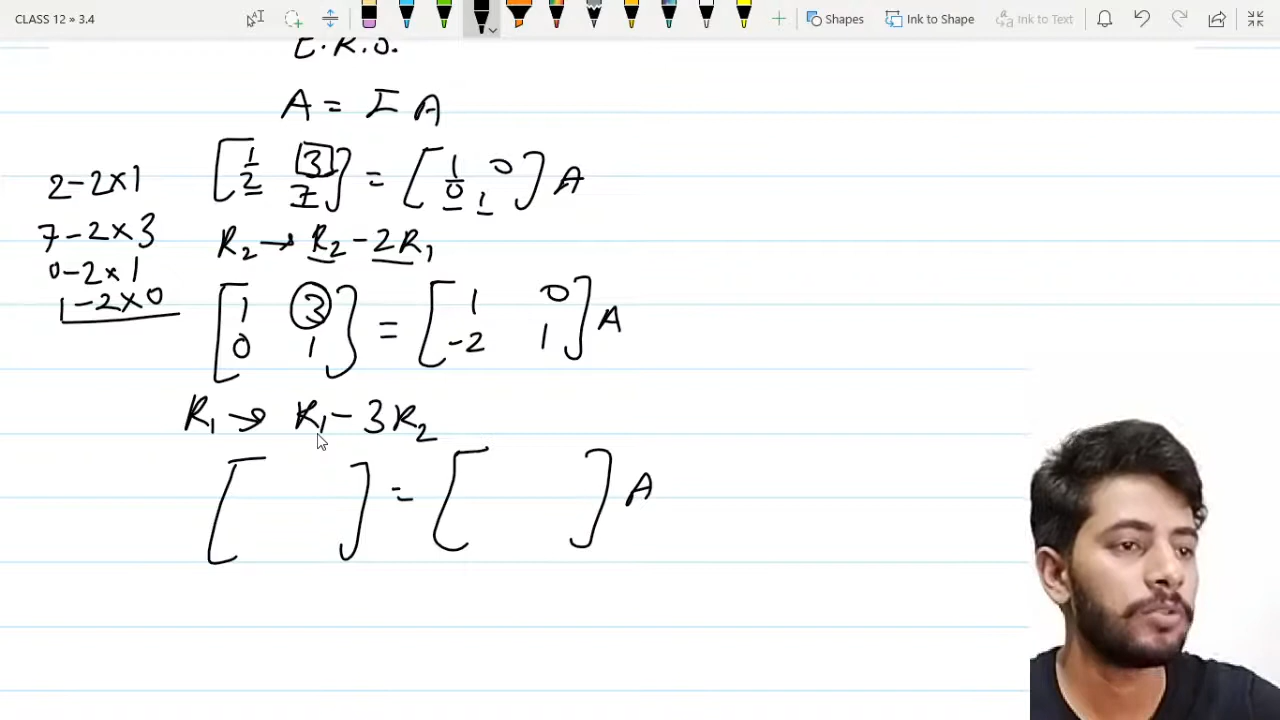 CLASS 12 » 3.4
Shapes
Ink to Shape
Ink to Text
E.R.O.
A = I A
[1 3] = [1 0] A
[2 7] [0 1]
2-2×1
7-2×3
0-2×1
1-2×0
R₂ → R₂ - 2R₁
[1 3] = [1 0] A
[0 1] [-2 1]
R₁ → R₁ - 3R₂
[ ] = [ ] A